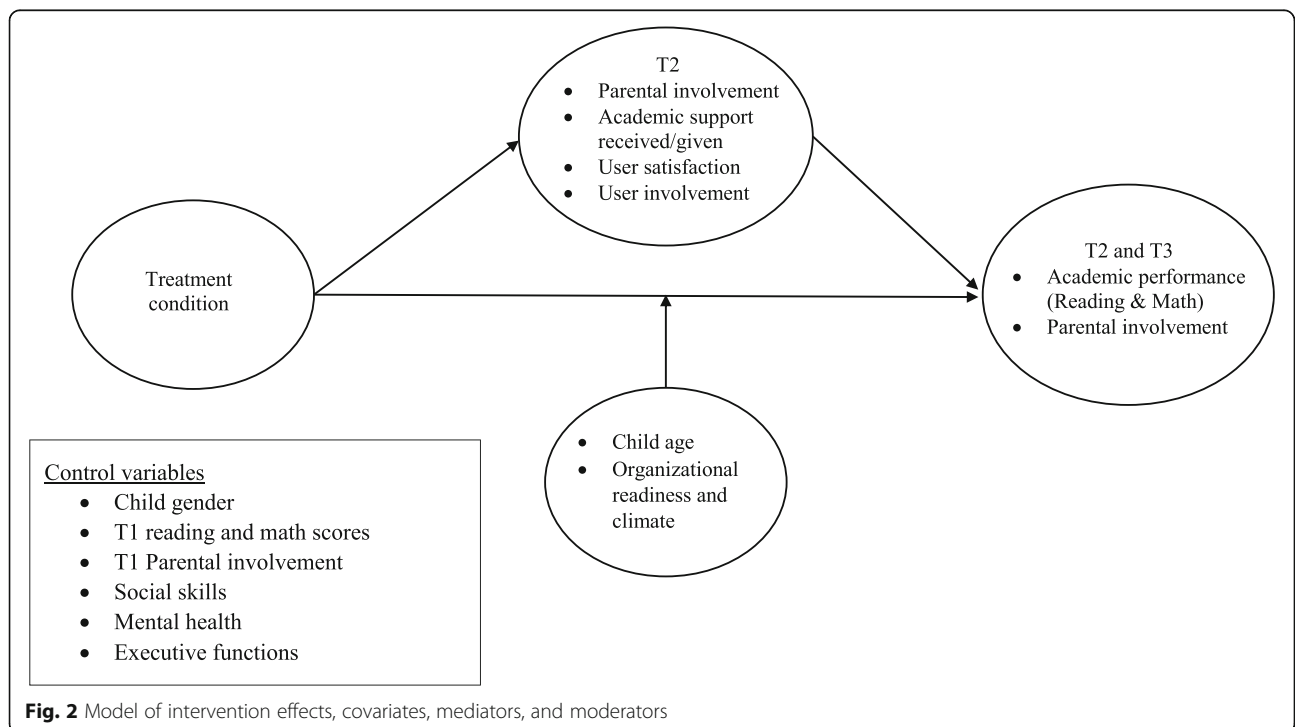 T2
• Parental involvement
• Academic support
received/given
• User satisfaction
• User involvement
Treatment
condition
T2 and T3
• Academic performance
(Reading & Math)
• Parental involvement
• Child age
• Organizational
readiness and
climate
Control variables
• Child gender
• T1 reading and math scores
• T1 Parental involvement
• Social skills
• Mental health
• Executive functions
Fig. 2 Model of intervention effects, covariates, mediators, and moderators